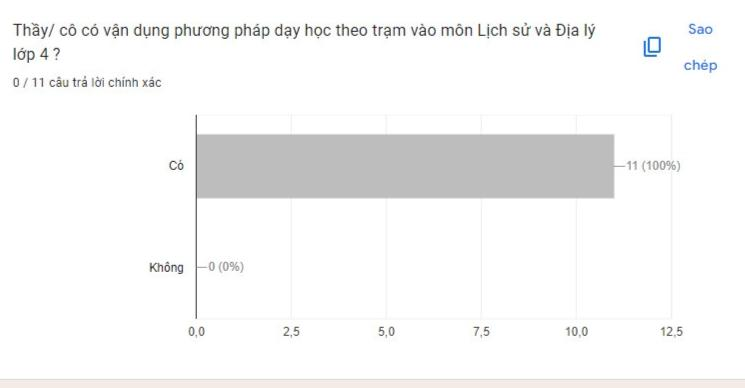 Thầy/ cô có vận dụng phương pháp dạy học theo trạm vào môn Lịch sử và Địa lý
lớp 4 ?
Sao
chép
0 / 11 câu trả lời chính xác
Có
11 (100%)
Không
0 (0%)
0,0
2,5
5,0
7,5
10,0
12,5